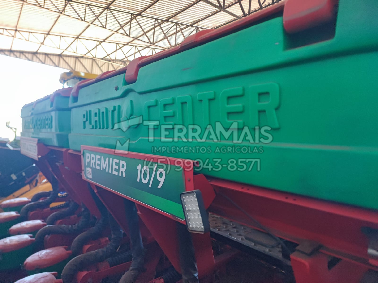 PLANTI CENTER
TERRAMAIS
IMPLEMENTOS AGRÍCOLAS
(45) 99943-8571
PREMIER 10/9